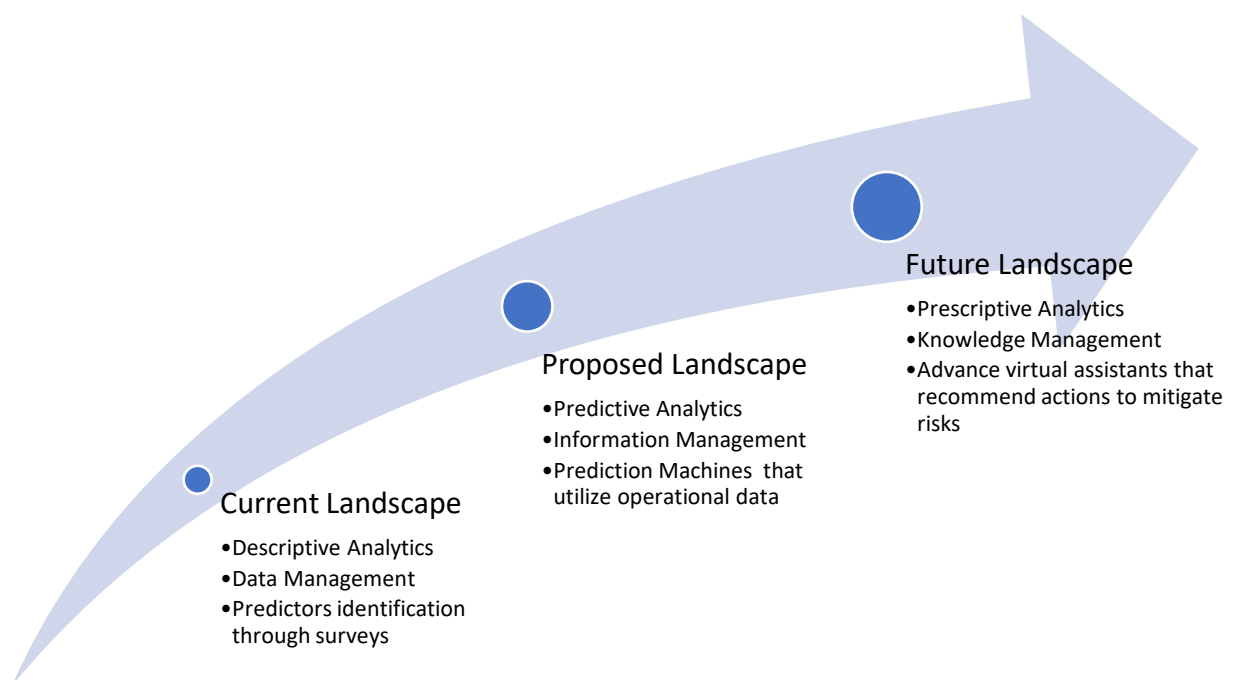 Current Landscape
•Descriptive Analytics
•Data Management
•Predictors identification
through surveys
Proposed Landscape
•Predictive Analytics
•Information Management
•Prediction Machines that
utilize operational data
Future Landscape
•Prescriptive Analytics
•Knowledge Management
•Advance virtual assistants that
recommend actions to mitigate
risks